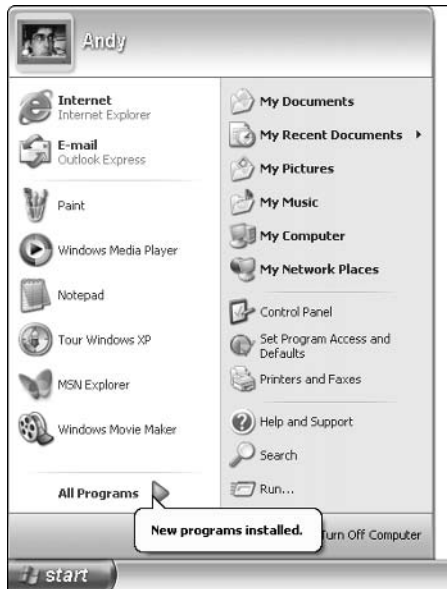 Andy
Internet
Internet Explorer
E-mail
Outlook Express
Paint
Windows Media Player
Notepad
Tour Windows XP
MSN Explorer
Windows Movie Maker
All Programs
My Documents
My Recent Documents
My Pictures
My Music
My Computer
My Network Places
Control Panel
Set Program Access and
Defaults
Printers and Faxes
Help and Support
Search
Run...
New programs installed.
Turn Off Computer
start